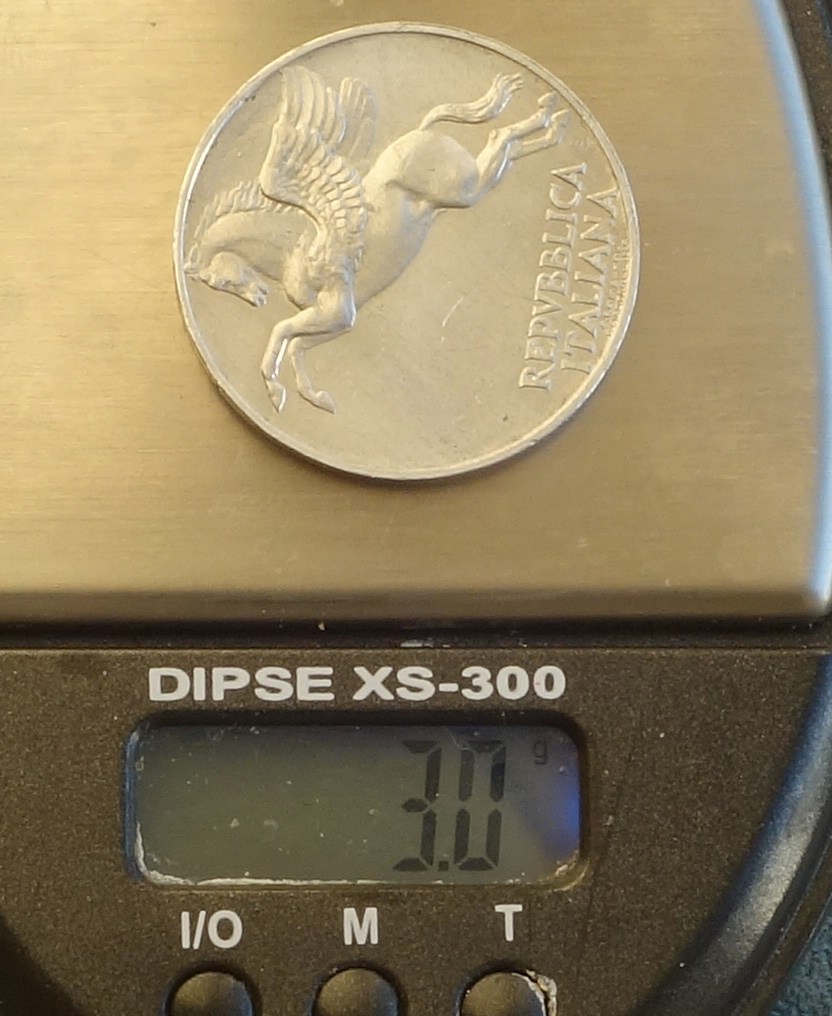 REPVBBLICA
ITALIANA
DIPSE XS-300
3.0 g
I/O M T